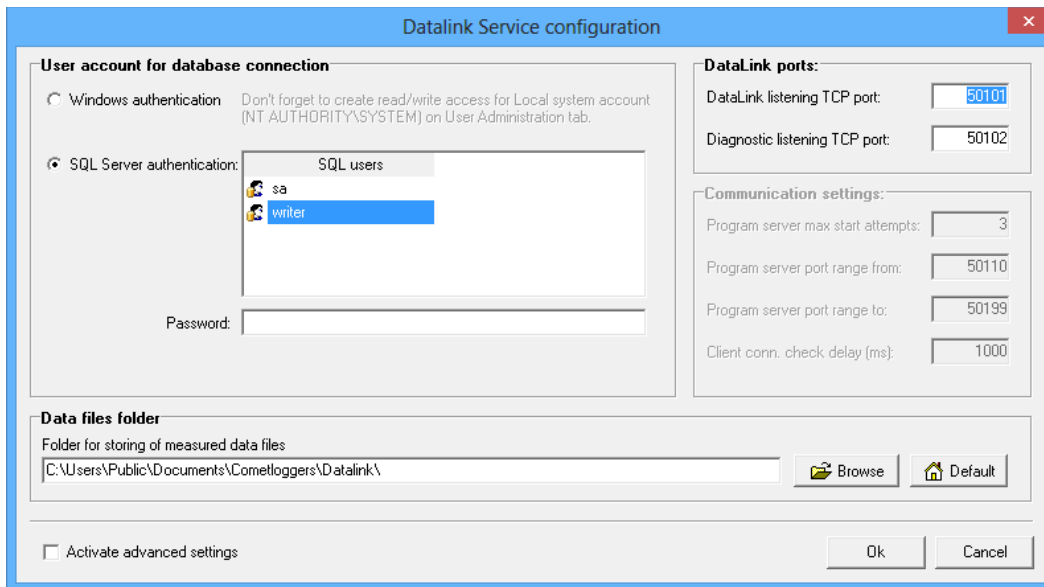 Datalink Service configuration
User account for database connection
Windows authentication
Don't forget to create read/write access for Local system account
(NT AUTHORITY\SYSTEM) on User Administration tab.
SQL Server authentication:
SQL users
sa
writer
Password:
DataLink ports:
DataLink listening TCP port: 50101
Diagnostic listening TCP port: 50102
Communication settings:
Program server max start attempts: 3
Program server port range from: 50110
Program server port range to: 50199
Client conn. check delay (ms): 1000
Data files folder
Folder for storing of measured data files
C:\Users\Public\Documents\Cometloggers\Datalink\
Browse
Default
Activate advanced settings
Ok
Cancel